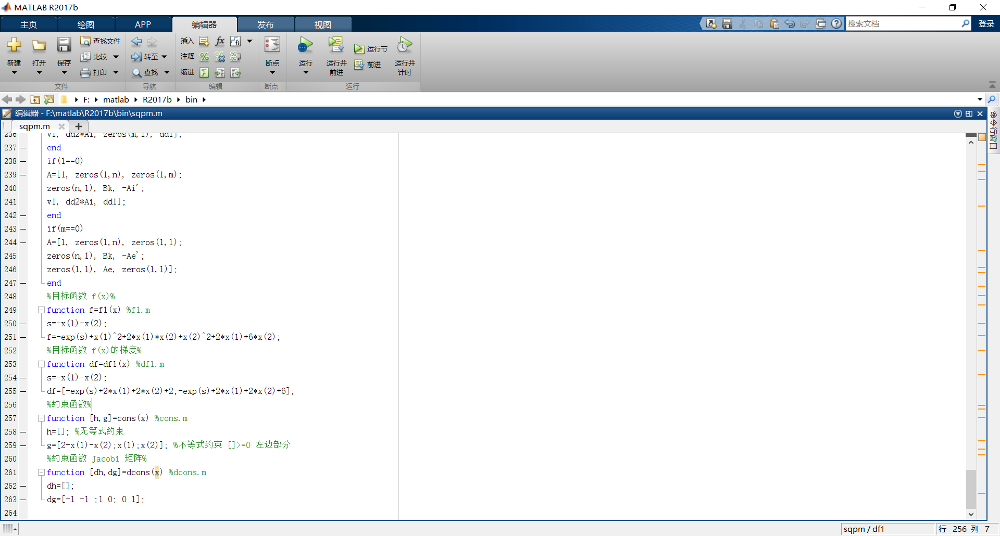 MATLAB R2017b
主页 绘图 APP 编辑器 发布 视图 搜索文档 登录
新建 打开 保存 查找文件 比较 打印 转至 查找 插入 fx 注释 缩进 断点 运行 运行并前进 运行节 前进 运行并计时
文件 导航 编辑 断点 运行
F: matlab R2017b bin
编辑器 - F:\matlab\R2017b\bin\sqpm.m
命令行窗口
sqpm.m
236 v1, dd2*Ai, zeros(m,l), dd1];
237 end
238 if(l==0)
239 A=[1, zeros(1,n), zeros(1,m);
240 zeros(n,1), Bk, -Ai';
241 v1, dd2*Ai, dd1];
242 end
243 if(m==0)
244 A=[1, zeros(1,n), zeros(1,l);
245 zeros(n,1), Bk, -Ae';
246 zeros(l,1), Ae, zeros(l,l)];
247 end
248 %目标函数 f(x)%
249 function f=f1(x) %f1.m
250 s=-x(1)-x(2);
251 f=-exp(s)+x(1)^2+2*x(1)*x(2)+x(2)^2+2*x(1)+6*x(2);
252 %目标函数 f(x)的梯度%
253 function df=df1(x) %df1.m
254 s=-x(1)-x(2);
255 df=[-exp(s)+2*x(1)+2*x(2)+2;-exp(s)+2*x(1)+2*x(2)+6];
256 %约束函数%
257 function [h,g]=cons(x) %cons.m
258 h=[]; %无等式约束
259 g=[2-x(1)-x(2);x(1);x(2)]; %不等式约束 []>=0 左边部分
260 %约束函数 Jacobi 矩阵%
261 function [dh,dg]=dcons(x) %dcons.m
262 dh=[];
263 dg=[-1 -1 ;1 0; 0 1];
264
sqpm / df1 行 256 列 7